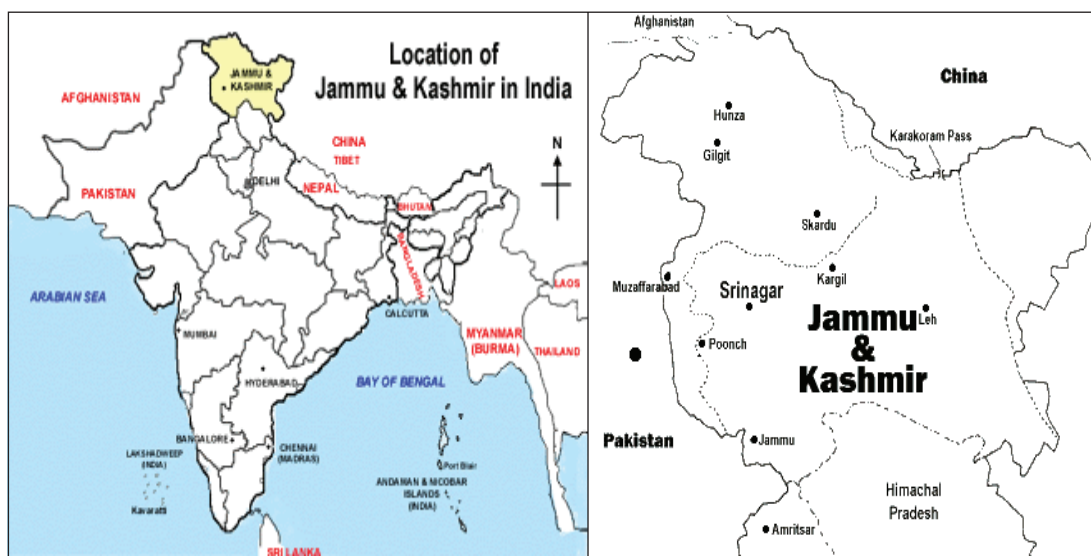 Location of
Jammu & Kashmir in India
JAMMU &
KASHMIR
AFGHANISTAN
CHINA
TIBET
N
PAKISTAN
DELHI
NEPAL
BHUTAN
BANGLADESH
ARABIAN SEA
CALCUTTA
LAOS
MUMBAI
MYANMAR
(BURMA)
THAILAND
HYDERABAD
BAY OF BENGAL
BANGALORE
CHENNAI
(MADRAS)
LAKSHADWEEP
(INDIA)
Kavaratti
Port Blair
ANDAMAN & NICOBAR
ISLANDS
(INDIA)
SRI LANKA
Afghanistan
China
Hunza
Karakoram Pass
Gilgit
Skardu
Kargil
Muzaffarabad
Srinagar
Leh
Jammu
&
Kashmir
Poonch
Pakistan
Jammu
Himachal
Pradesh
Amritsar